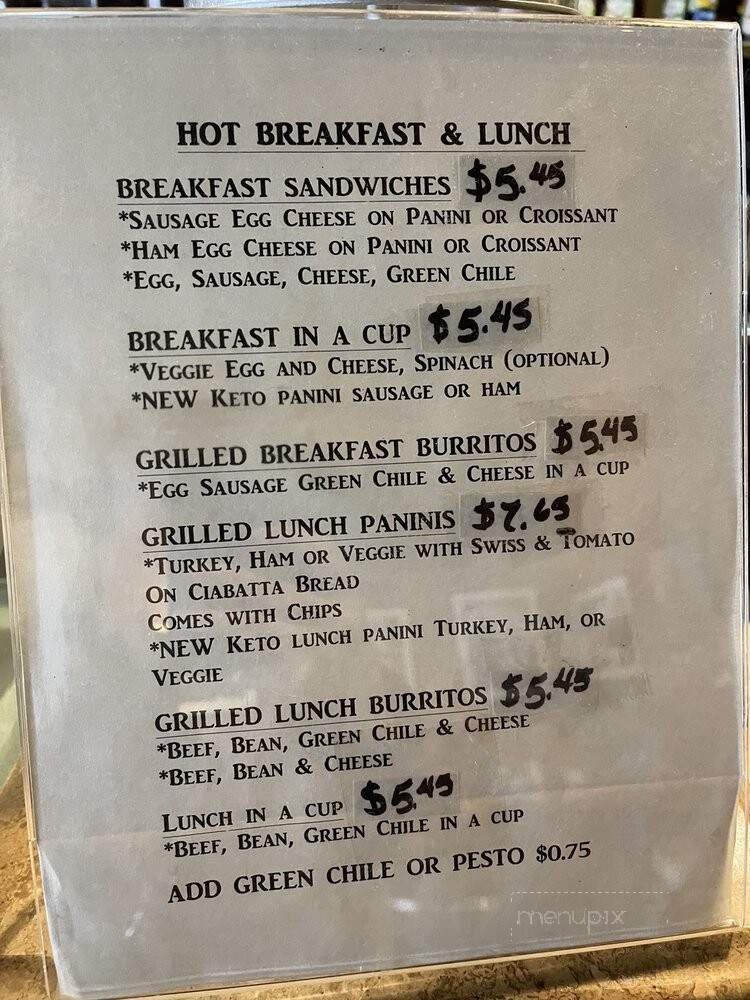 HOT BREAKFAST & LUNCH
BREAKFAST SANDWICHES $5.45
*SAUSAGE EGG CHEESE ON PANINI OR CROISSANT
*HAM EGG CHEESE ON PANINI OR CROISSANT
*EGG, SAUSAGE, CHEESE, GREEN CHILE
BREAKFAST IN A CUP $5.45
*VEGGIE EGG AND CHEESE, SPINACH (OPTIONAL)
*NEW KETO PANINI SAUSAGE OR HAM
GRILLED BREAKFAST BURRITOS $5.45
*EGG SAUSAGE GREEN CHILE & CHEESE IN A CUP
GRILLED LUNCH PANINIS $7.65
*TURKEY, HAM OR VEGGIE WITH SWISS & TOMATO
ON CIABATTA BREAD
COMES WITH CHIPS
*NEW KETO LUNCH PANINI TURKEY, HAM, OR
VEGGIE
GRILLED LUNCH BURRITOS $5.45
*BEEF, BEAN, GREEN CHILE & CHEESE
*BEEF, BEAN & CHEESE
LUNCH IN A CUP $5.45
*BEEF, BEAN, GREEN CHILE IN A CUP
ADD GREEN CHILE OR PESTO $0.75
menupix